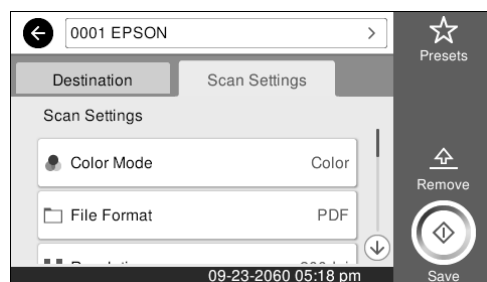 0001 EPSON
Presets
Destination
Scan Settings
Scan Settings
Color Mode
Color
File Format
PDF
Remove
09-23-2060 05:18 pm
Save